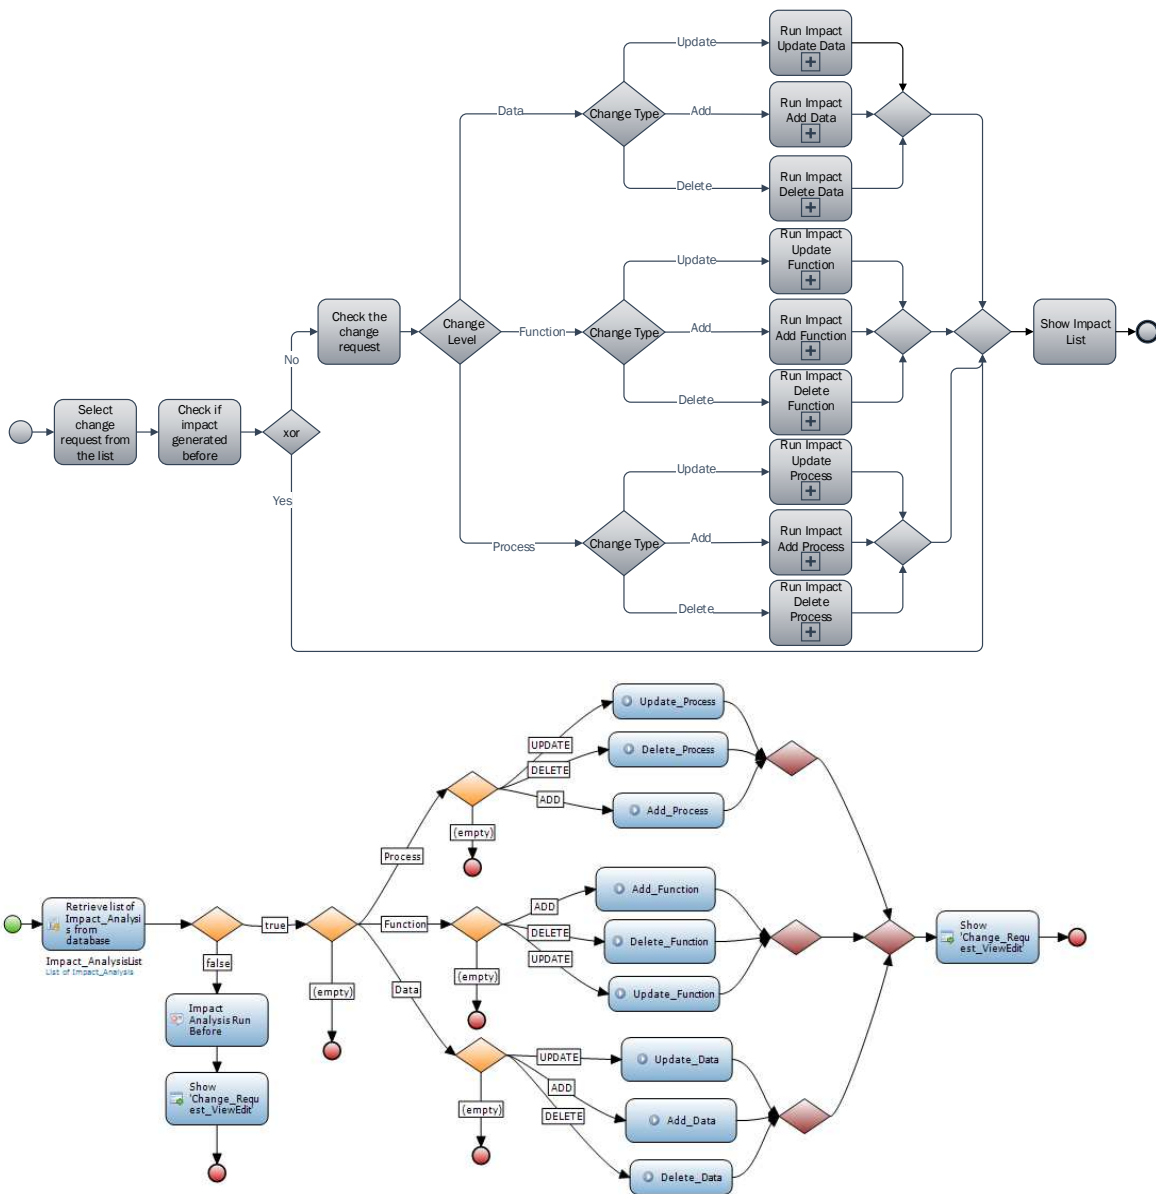 Run Impact
Update Data
Update
Run Impact
Add Data
Data
Change Type
Add
Run Impact
Delete Data
Delete
Run Impact
Update
Function
Update
Check the
change
request
Change
Level
Function
Change Type
Add
Run Impact
Add Function
Show Impact
List
No
Run Impact
Delete
Function
Delete
Select
change
request from
the list
Check if
impact
generated
before
xor
Run Impact
Update
Process
Update
Yes
Process
Change Type
Add
Run Impact
Add Process
Run Impact
Delete
Process
Delete
Update_Process
UPDATE
Delete_Process
DELETE
ADD
Add_Process
(empty)
Process
Add_Function
ADD
Retrieve list of
Impact_Analysi
s from
database
true
Function
DELETE
Delete_Function
Show
'Change_Requ
est_ViewEdit'
Impact_AnalysisList
List of Impact_Analysis
false
UPDATE
(empty)
Update_Function
(empty)
Data
Impact
Analysis Run
Before
UPDATE
Update_Data
Show
'Change_Requ
est_ViewEdit'
ADD
(empty)
DELETE
Add_Data
Delete_Data